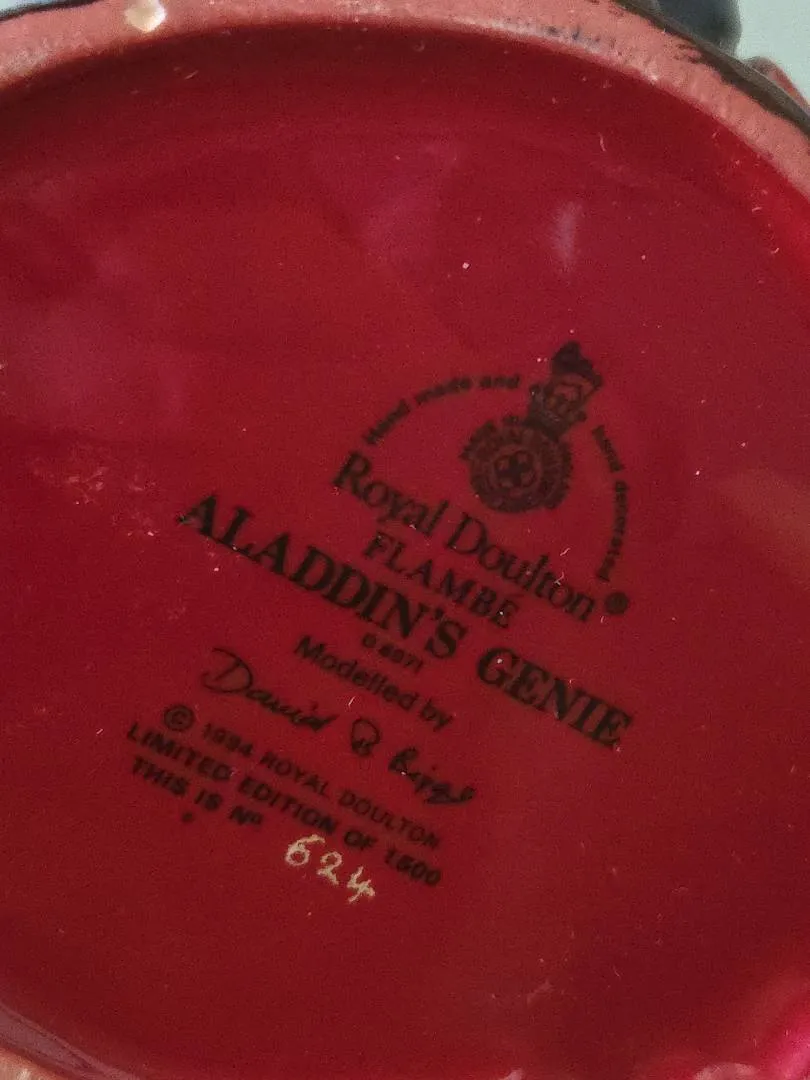 Hand made and hand decorated
Royal Doulton®
FLAMBÉ
ALADDIN'S GENIE
D 6971
Modelled by
David B Biggs
© 1994 ROYAL DOULTON
LIMITED EDITION OF 1500
THIS IS Nº 624